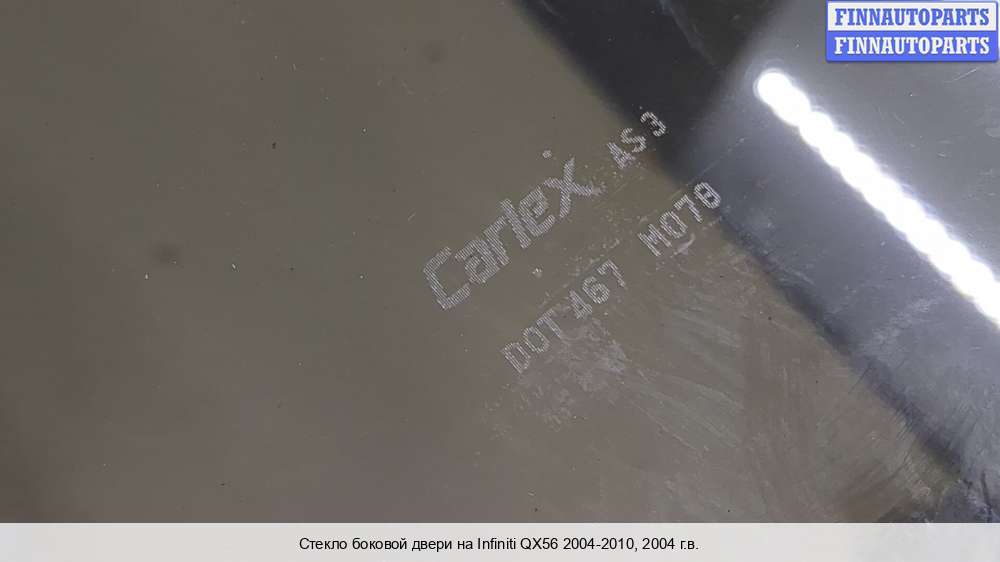 FINNAUTOPARTS
FINNAUTOPARTS
Carlex AS3
DOT 467 M070
Стекло боковой двери на Infiniti QX56 2004-2010, 2004 г.в.